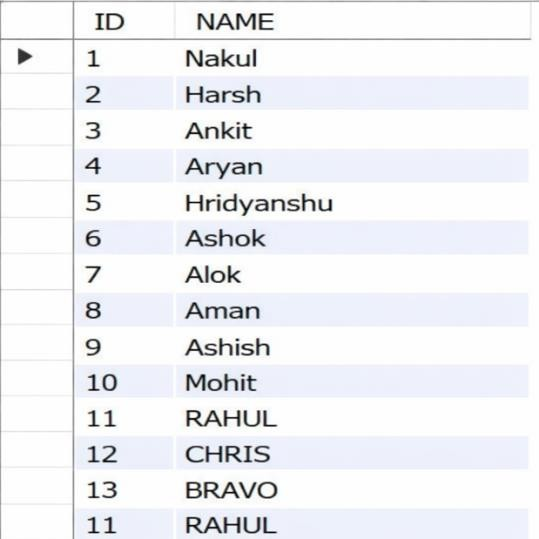 ID NAME
1 Nakul
2 Harsh
3 Ankit
4 Aryan
5 Hridyanshu
6 Ashok
7 Alok
8 Aman
9 Ashish
10 Mohit
11 RAHUL
12 CHRIS
13 BRAVO
11 RAHUL